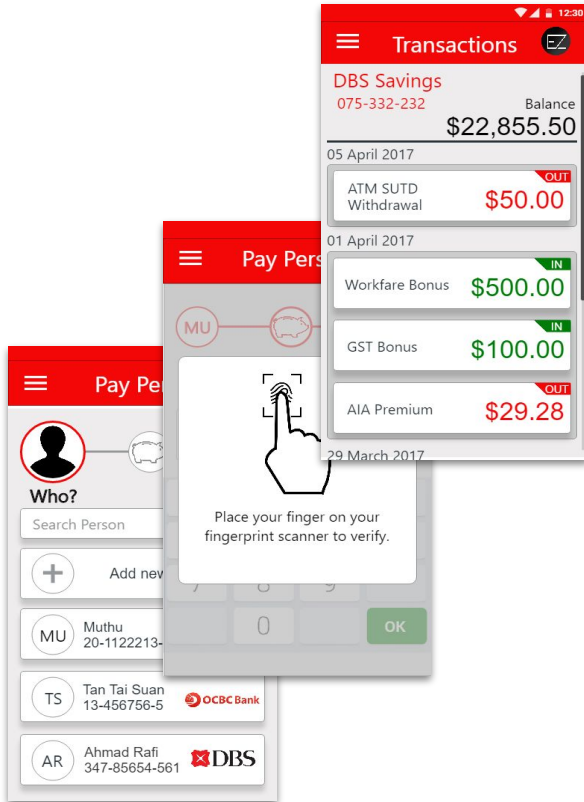 12:30
Transactions
EZ
DBS Savings
075-332-232
Balance
$22,855.50
05 April 2017
OUT
ATM SUTD
Withdrawal
$50.00
01 April 2017
IN
Workfare Bonus
$500.00
IN
GST Bonus
$100.00
OUT
AIA Premium
$29.28
29 March 2017
Pay Pers
MU
Place your finger on your
fingerprint scanner to verify.
0
OK
Pay Pe
Who?
Search Person
Add new
MU
Muthu
20-1122213-
TS
Tan Tai Suan
13-456756-5
OCBC Bank
AR
Ahmad Rafi
347-85654-561
DBS